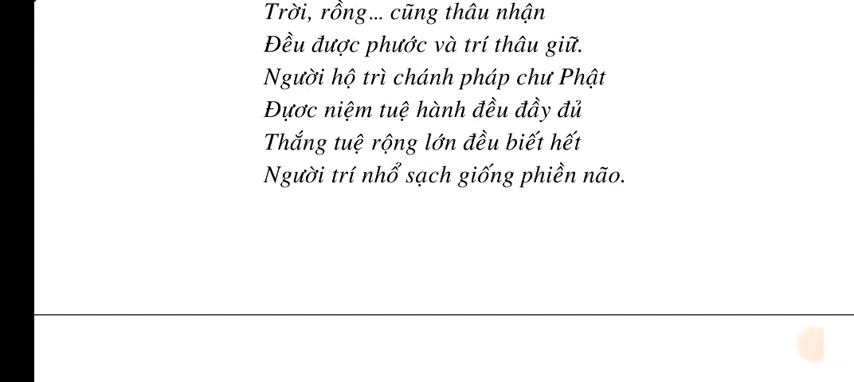 Trời, rồng... cũng thâu nhận
Đều được phước và trí thâu giữ.
Người hộ trì chánh pháp chư Phật
Đựơc niệm tuệ hành đều đầy đủ
Thắng tuệ rộng lớn đều biết hết
Người trí nhổ sạch giống phiền não.